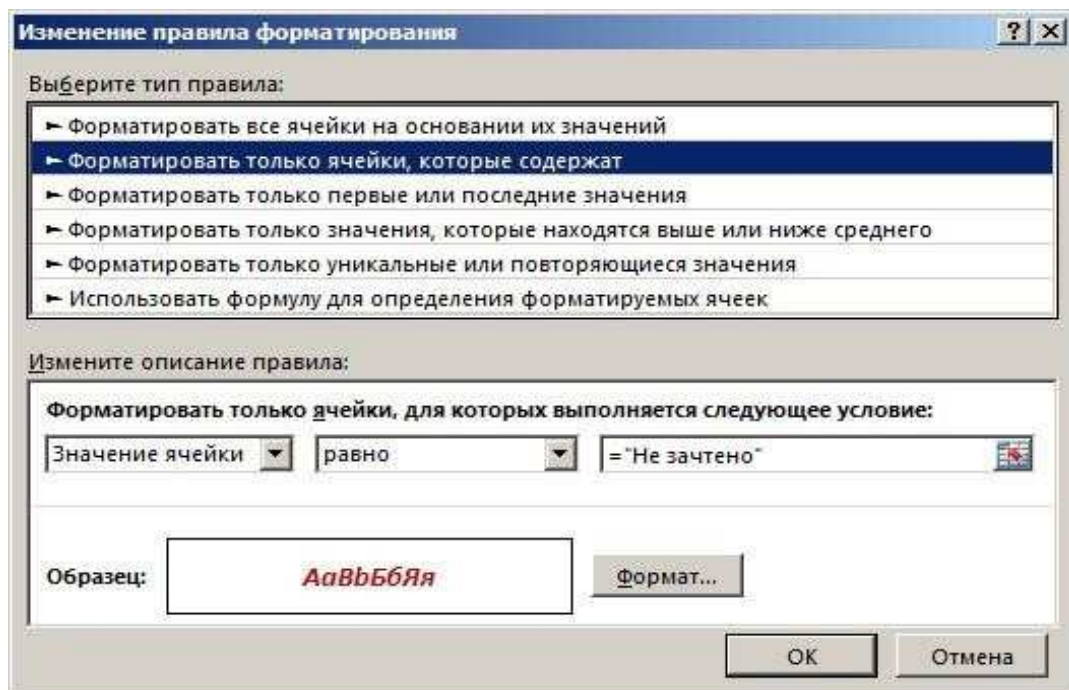 Изменение правила форматирования
Выберите тип правила:
► Форматировать все ячейки на основании их значений
► Форматировать только ячейки, которые содержат
► Форматировать только первые или последние значения
► Форматировать только значения, которые находятся выше или ниже среднего
► Форматировать только уникальные или повторяющиеся значения
► Использовать формулу для определения форматируемых ячеек
Измените описание правила:
Форматировать только ячейки, для которых выполняется следующее условие:
Значение ячейки равно ="Не зачтено"
Образец: АаВbБбЯя Формат...
ОК Отмена